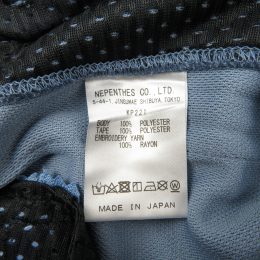 NEPENTHES CO., LTD.
5-44-1 JINGUMAE SHIBUYA TOKYO
KP221
BODY 100% POLYESTER
TAPE 100% POLYESTER
EMBROIDERY YARN
100% RAYON
MADE IN JAPAN